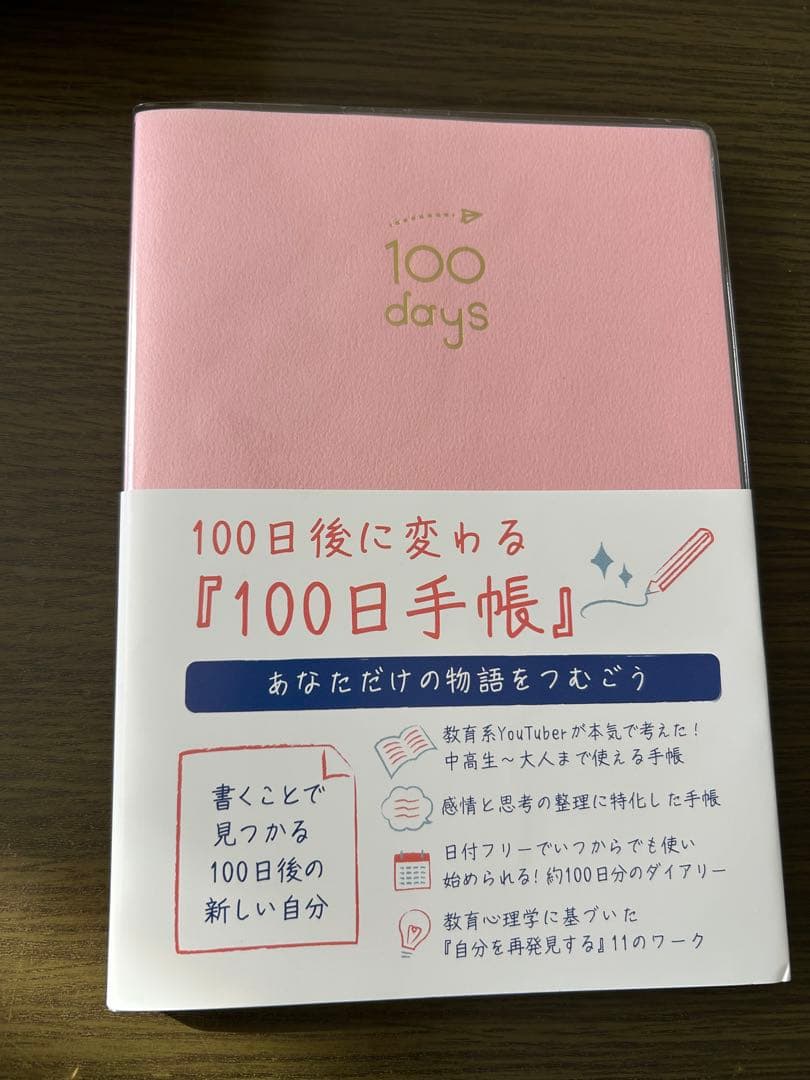 100
days
100日後に変わる
『100日手帳』
あなただけの物語をつむごう
書くことで
見つかる
100日後の
新しい自分
教育系YouTuberが本気で考えた!
中高生～大人まで使える手帳
感情と思考の整理に特化した手帳
日付フリーでいつからでも使い
始められる!約100日分のダイアリー
教育心理学に基づいた
『自分を再発見する』11のワーク